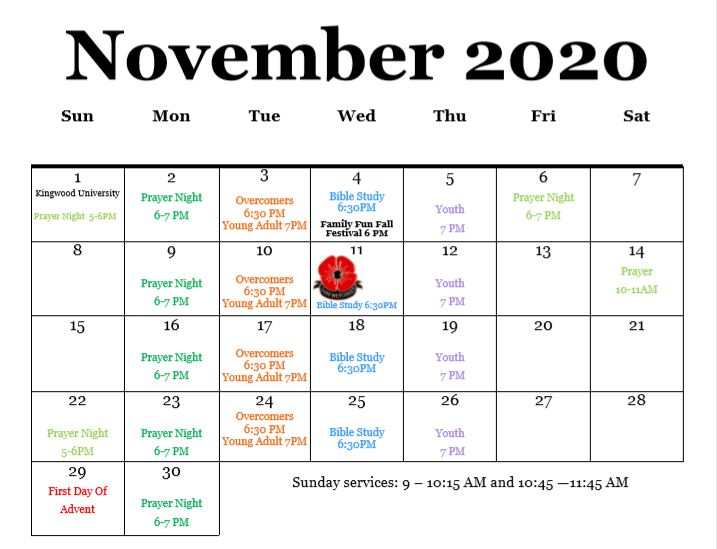 November 2020
Sun Mon Tue Wed Thu Fri Sat
1
Kingwood University
Prayer Night 5-6PM
2
Prayer Night
6-7 PM
3
Overcomers
6:30 PM
Young Adult 7PM
4
Bible Study
6:30PM
Family Fun Fall
Festival 6 PM
5
Youth
7 PM
6
Prayer Night
6-7 PM
7
8
9
Prayer Night
6-7 PM
10
Overcomers
6:30 PM
Young Adult 7PM
11
Bible Study 6:30PM
12
Youth
7 PM
13
14
Prayer
10-11AM
15
16
Prayer Night
6-7 PM
17
Overcomers
6:30 PM
Young Adult 7PM
18
Bible Study
6:30PM
19
Youth
7 PM
20
21
22
Prayer Night
5-6PM
23
Prayer Night
6-7 PM
24
Overcomers
6:30 PM
Young Adult 7PM
25
Bible Study
6:30PM
26
Youth
7 PM
27
28
29
First Day Of
Advent
30
Prayer Night
6-7 PM
Sunday services: 9 – 10:15 AM and 10:45 —11:45 AM